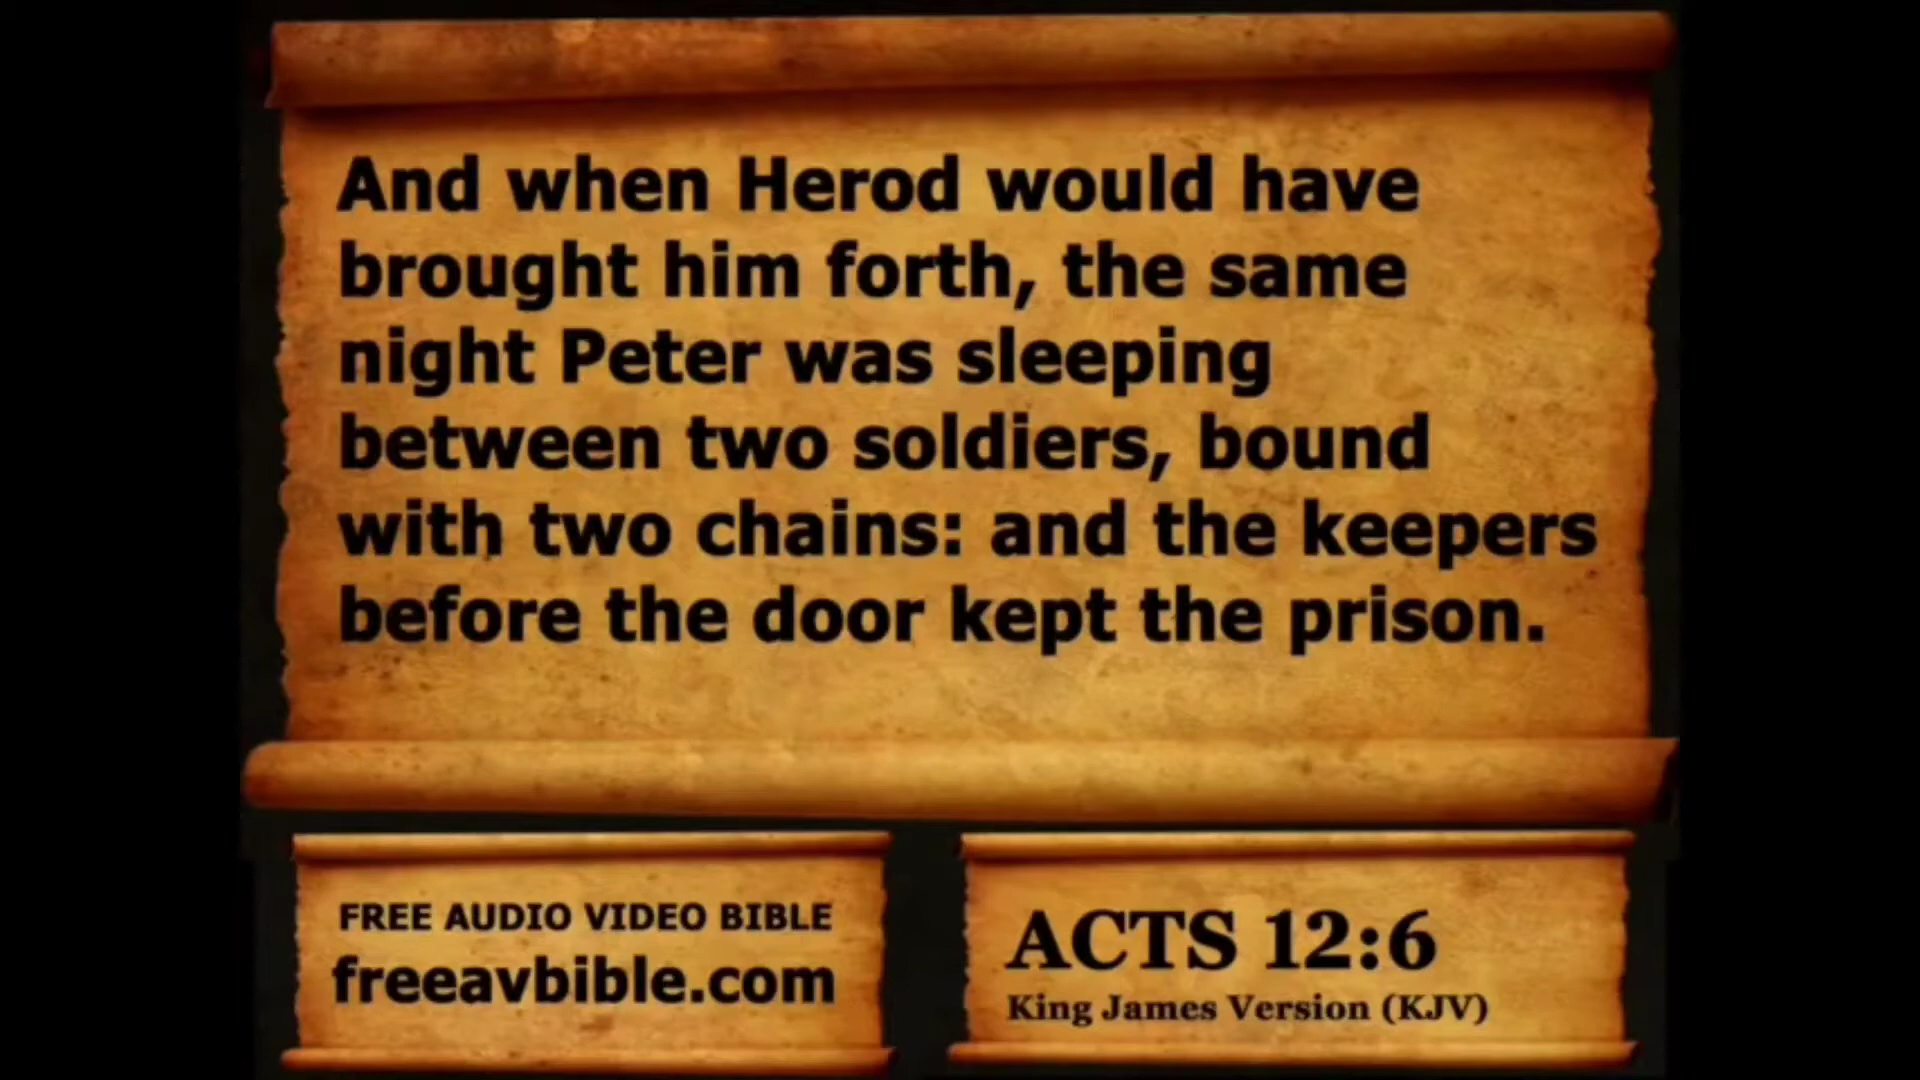 And when Herod would have
brought him forth, the same
night Peter was sleeping
between two soldiers, bound
with two chains: and the keepers
before the door kept the prison.
FREE AUDIO VIDEO BIBLE
freeavbible.com
ACTS 12:6
King James Version (KJV)